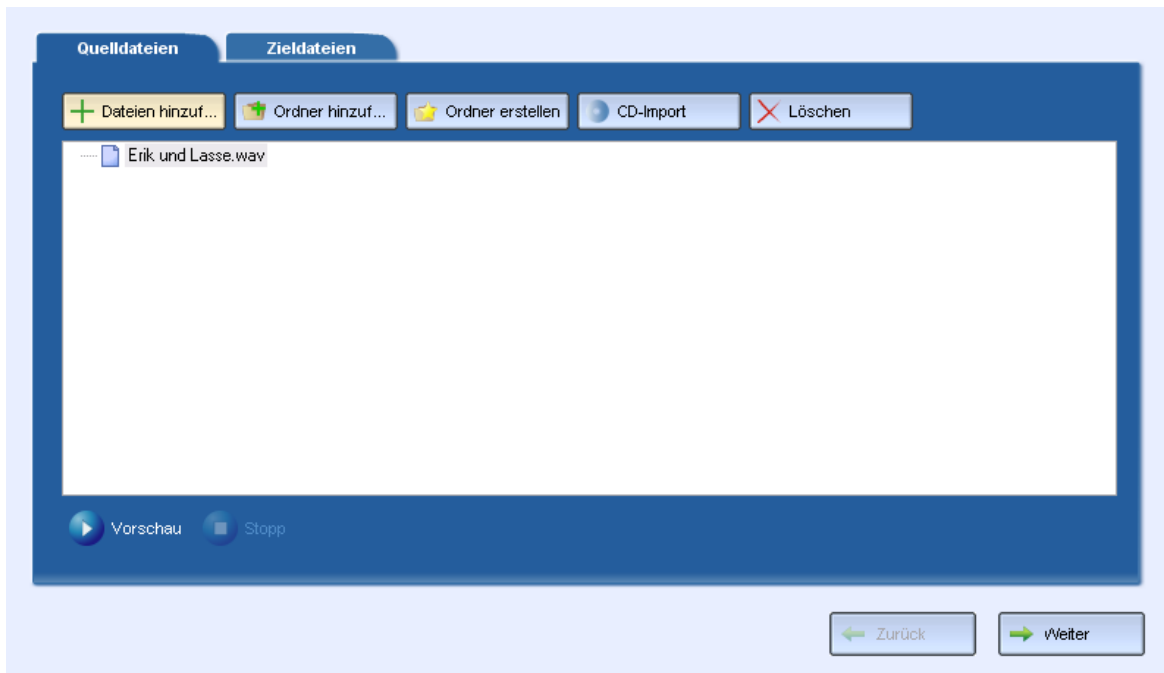 Quelldateien Zieldateien
Dateien hinzuf... Ordner hinzuf... Ordner erstellen CD-Import Löschen
Erik und Lasse.wav
Vorschau Stopp
Zurück Weiter